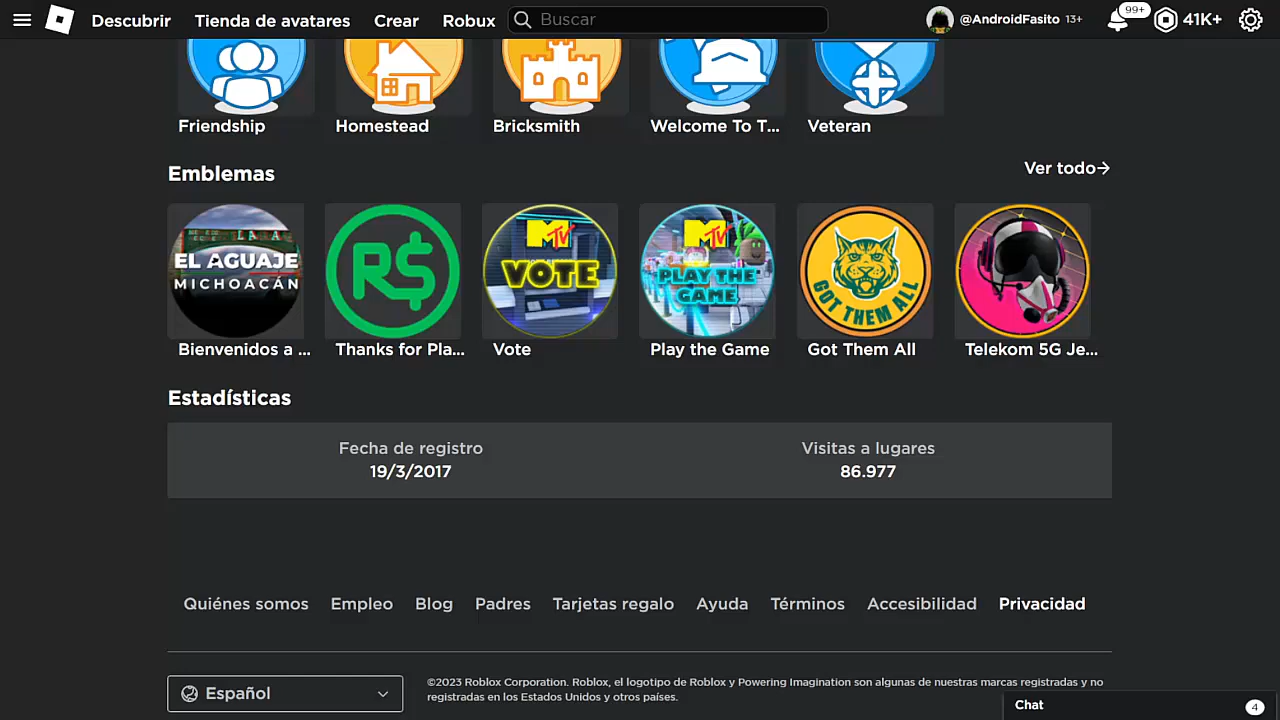 Descubrir Tienda de avatares Crear Robux Buscar @AndroidFasito 13+ 99+ 41K+
Friendship Homestead Bricksmith Welcome To T... Veteran
Emblemas Ver todo→
EL AGUAJE
MICHOACÁN
R$
MTV
VOTE
MTV
PLAY THE
GAME
GOT THEM ALL
Bienvenidos a ... Thanks for Pla... Vote Play the Game Got Them All Telekom 5G Je...
Estadísticas
Fecha de registro Visitas a lugares
19/3/2017 86.977
Quiénes somos Empleo Blog Padres Tarjetas regalo Ayuda Términos Accesibilidad Privacidad
Español
©2023 Roblox Corporation. Roblox, el logotipo de Roblox y Powering Imagination son algunas de nuestras marcas registradas y no
registradas en los Estados Unidos y otros países.
Chat 4